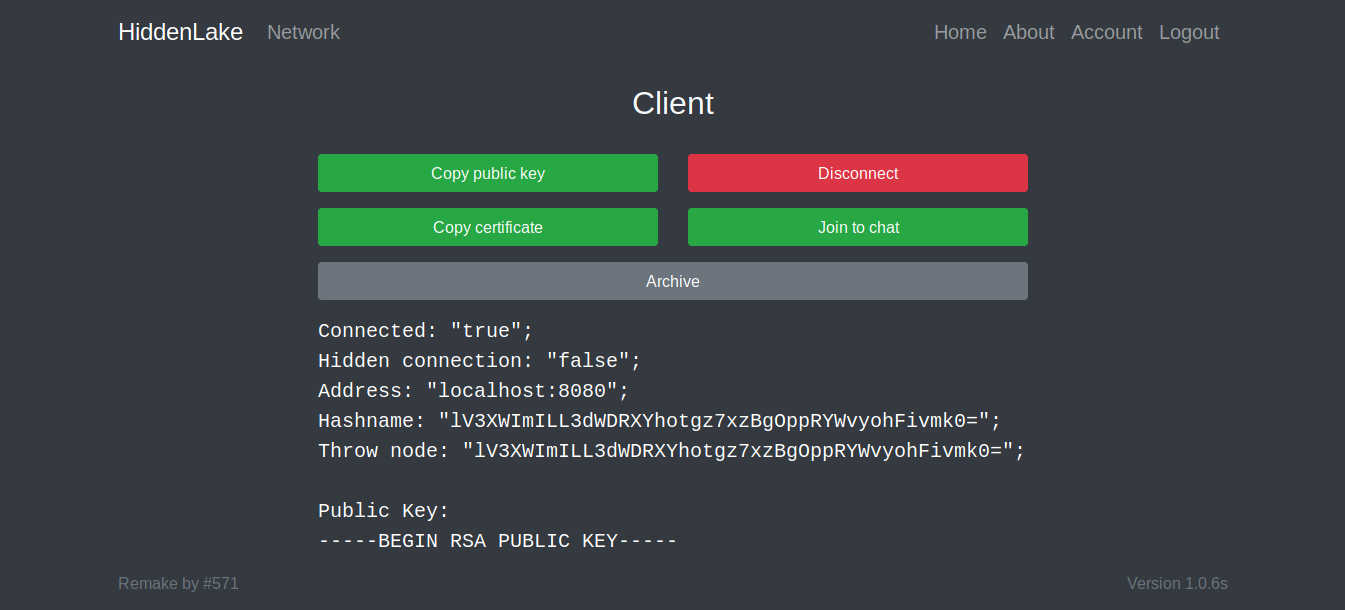 HiddenLake Network Home About Account Logout
Client
Copy public key Disconnect
Copy certificate Join to chat
Archive
Connected: "true";
Hidden connection: "false";
Address: "localhost:8080";
Hashname: "lV3XWImILL3dWDRXYhotgz7xzBgOppRYWvyohFivmk0=";
Throw node: "lV3XWImILL3dWDRXYhotgz7xzBgOppRYWvyohFivmk0=";
Public Key:
-----BEGIN RSA PUBLIC KEY-----
Remake by #571 Version 1.0.6s